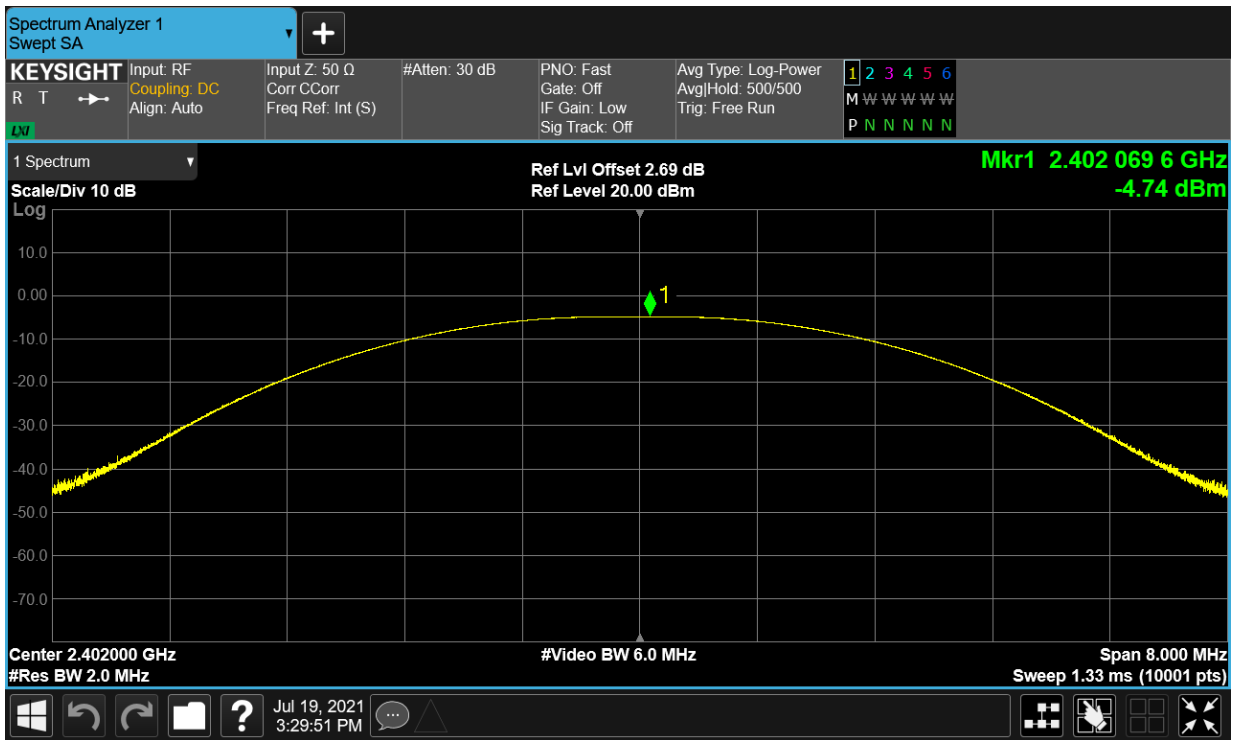 Spectrum Analyzer 1
Swept SA
KEYSIGHT
R T
LXI
Input: RF
Coupling: DC
Align: Auto
Input Z: 50 Ω
Corr CCorr
Freq Ref: Int (S)
#Atten: 30 dB
PNO: Fast
Gate: Off
IF Gain: Low
Sig Track: Off
Avg Type: Log-Power
Avg|Hold: 500/500
Trig: Free Run
1 2 3 4 5 6
M W W W W W
P N N N N N
1 Spectrum
Scale/Div 10 dB
Log
Ref Lvl Offset 2.69 dB
Ref Level 20.00 dBm
Mkr1 2.402 069 6 GHz
-4.74 dBm
10.0
0.00
1
-10.0
-20.0
-30.0
-40.0
-50.0
-60.0
-70.0
Center 2.402000 GHz
#Res BW 2.0 MHz
#Video BW 6.0 MHz
Span 8.000 MHz
Sweep 1.33 ms (10001 pts)
?
Jul 19, 2021
3:29:51 PM